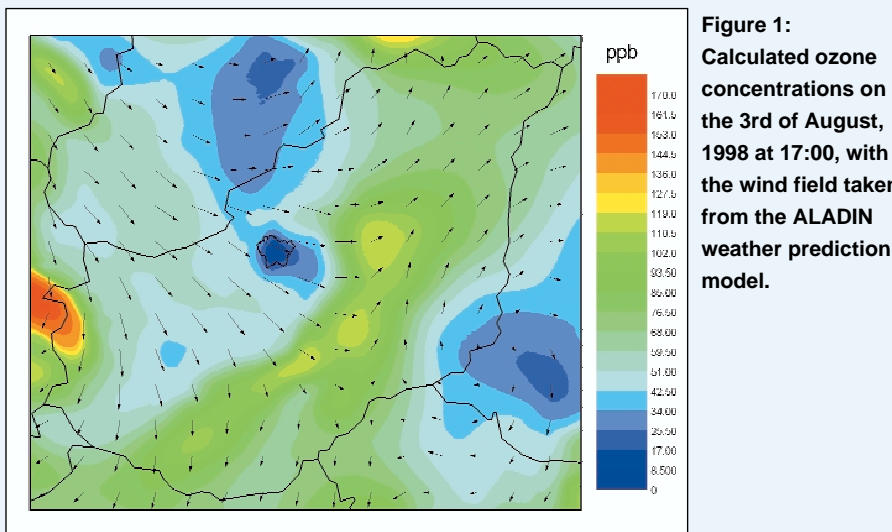 Figure 1:
Calculated ozone
concentrations on
the 3rd of August,
1998 at 17:00, with
the wind field taken
from the ALADIN
weather prediction
model.
ppb
170.0
161.5
153.0
144.5
136.0
127.5
119.0
110.5
102.0
93.50
85.00
76.50
68.00
59.50
51.00
42.50
34.00
25.50
17.00
8.500
0